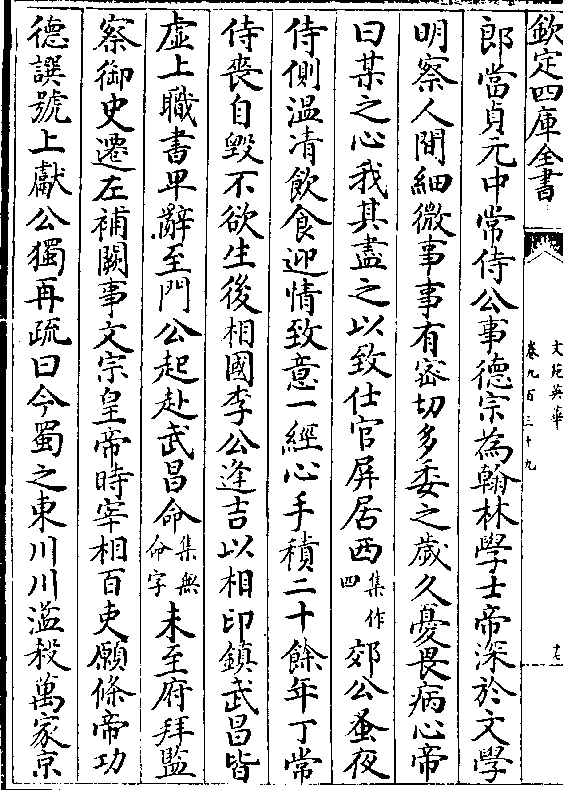 欽定四庫全書
文苑英華
卷九百三十九
郎當貞元中常侍公事德宗為翰林學士帝深於文學
明察人間細微事事有宻切多委之歲久憂畏病心帝
曰某之心我其盡之以致仕官屏居西集作四郊公蚤夜
侍側温凊飲食迎情致意一經心手積二十餘年丁常
侍喪自毀不欲生後相國李公逢吉以相印鎮武昌皆
虚上職書卑辭至門公起赴武昌命集無命字未至府拜監
察御史遷左補闕事文宗皇帝時宰相百吏願條帝功
德譔號上獻公獨再疏曰今蜀之東川川溢殺萬家京